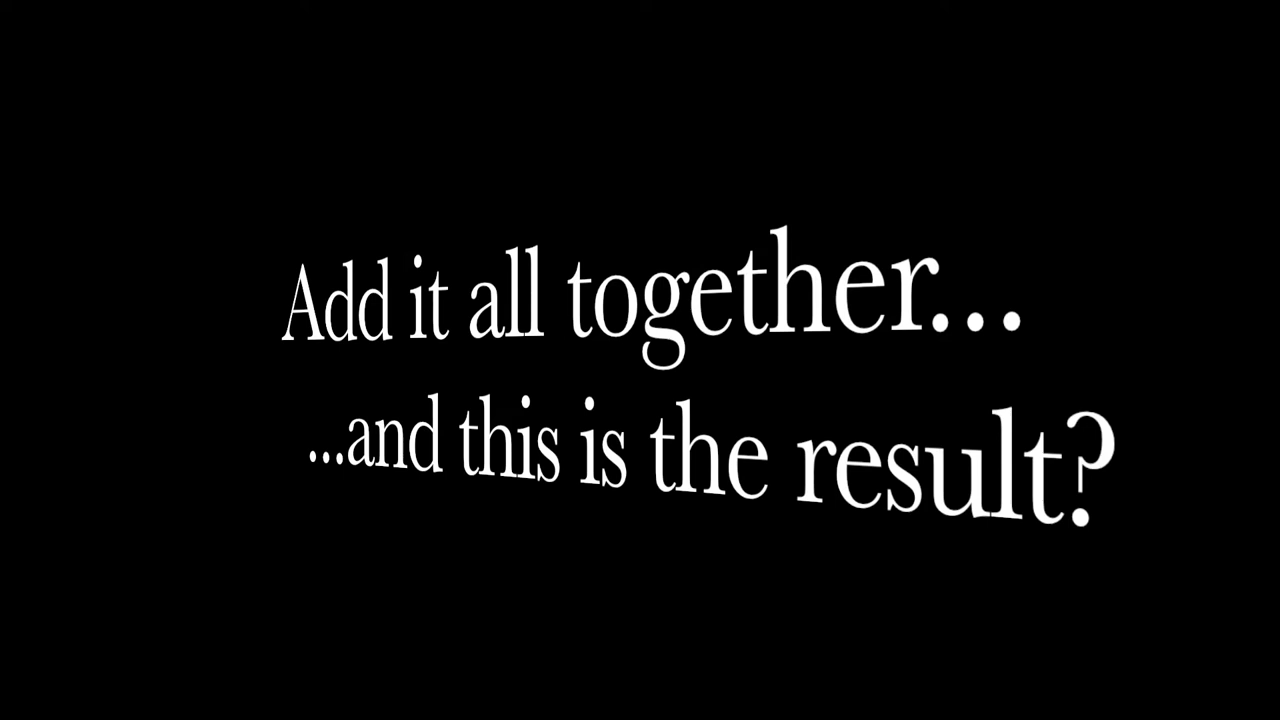 Add it all together...
...and this is the result?